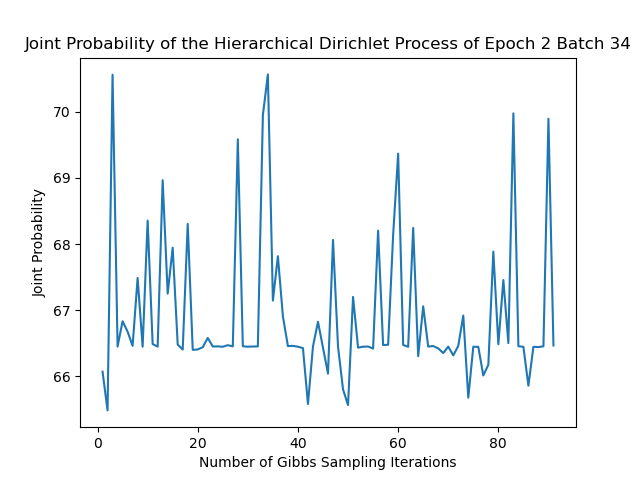 Joint Probability of the Hierarchical Dirichlet Process of Epoch 2 Batch 34
Joint Probability
70
69
68
67
66
0 20 40 60 80
Number of Gibbs Sampling Iterations